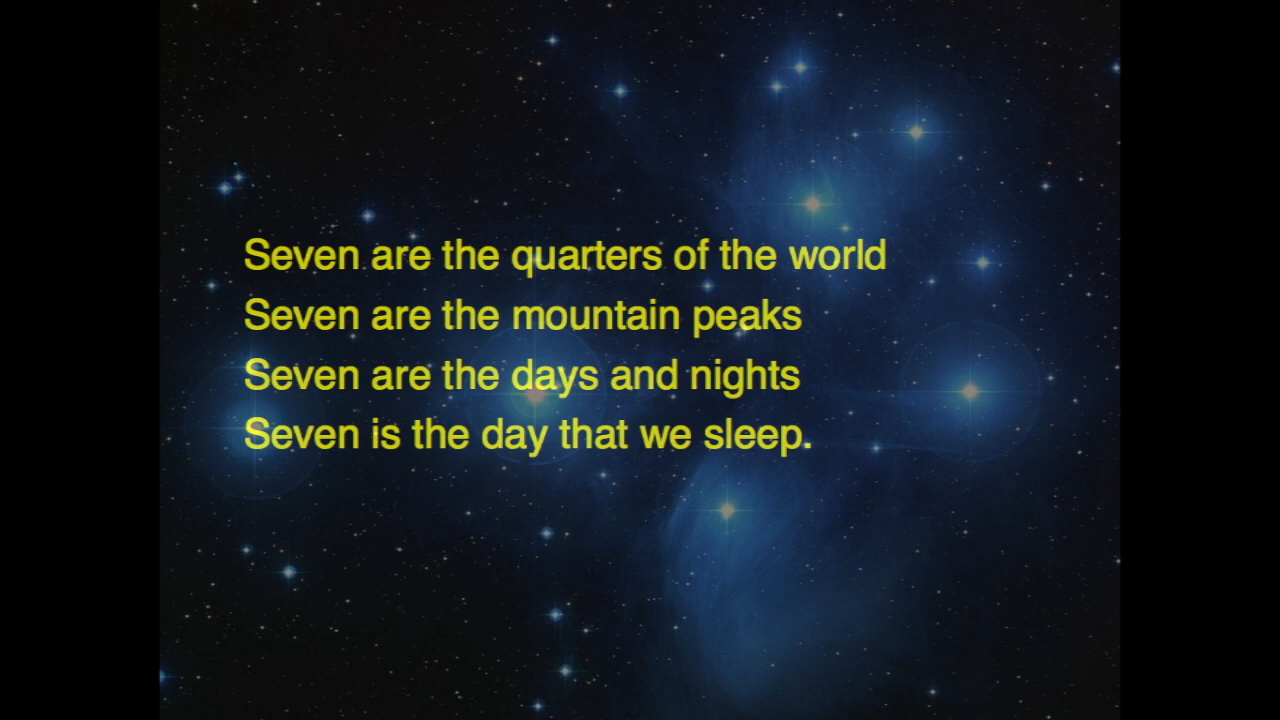 Seven are the quarters of the world
Seven are the mountain peaks
Seven are the days and nights
Seven is the day that we sleep.